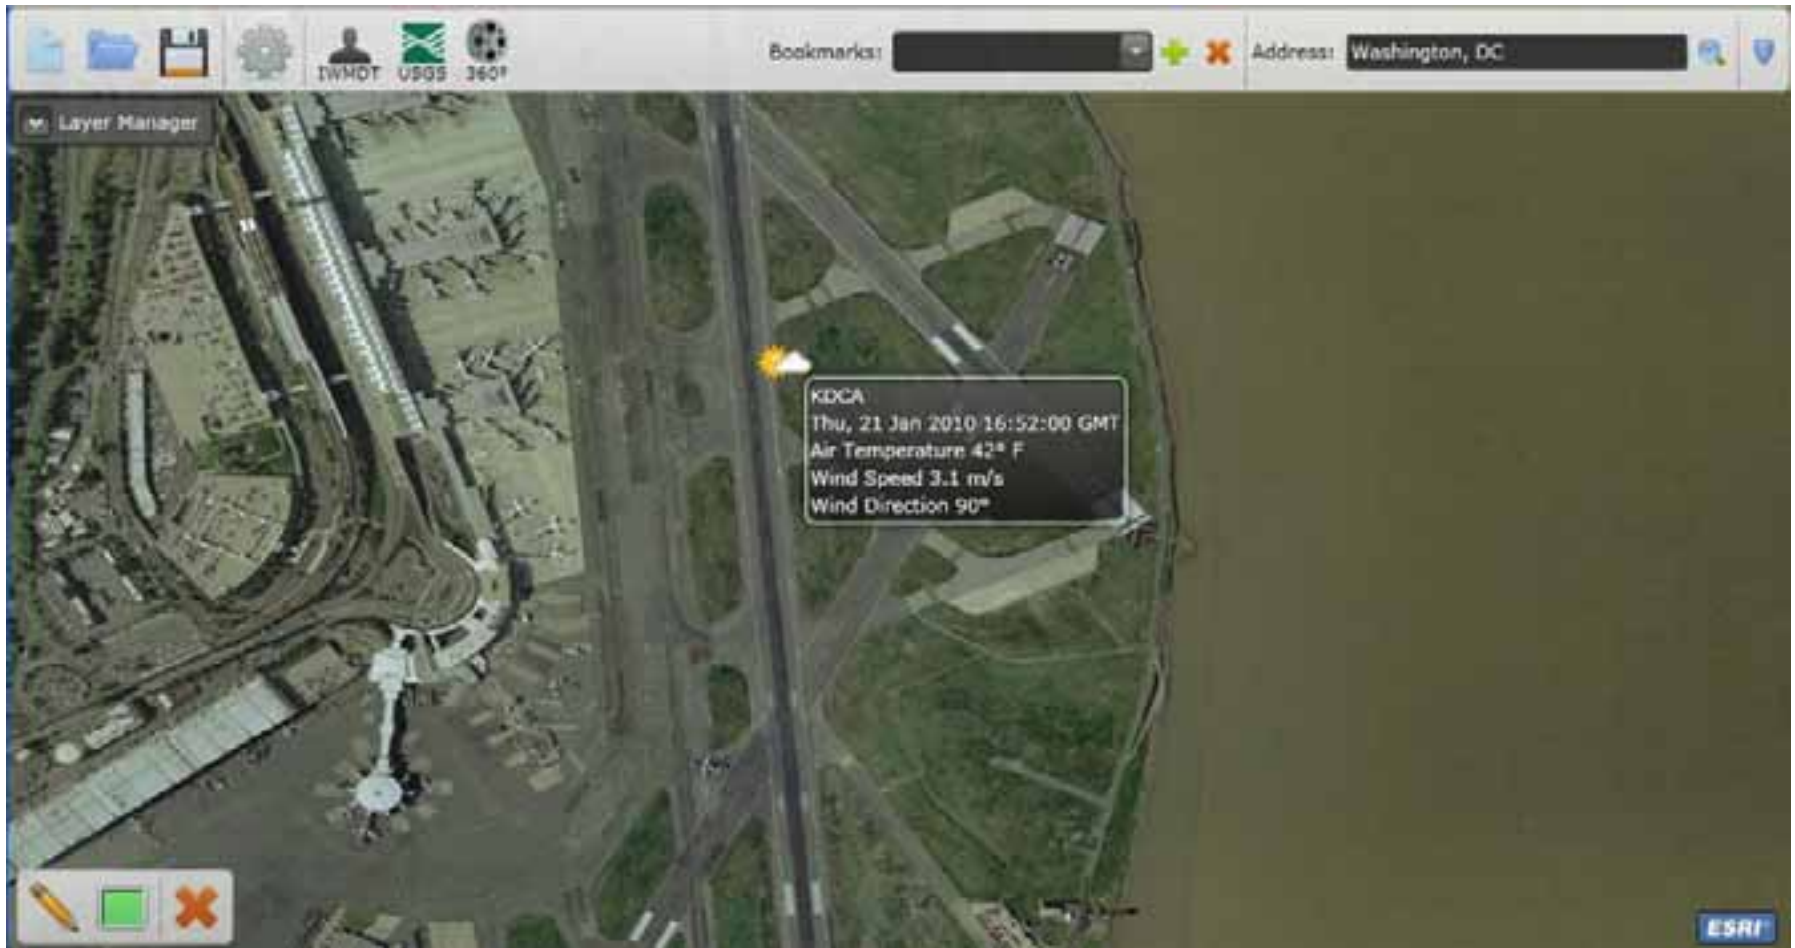 IWMDT
USGS
360°
Bookmarks:
Address:
Washington, DC
Layer Manager
KDCA
Thu, 21 Jan 2010 16:52:00 GMT
Air Temperature 42° F
Wind Speed 3.1 m/s
Wind Direction 90°
ESRI